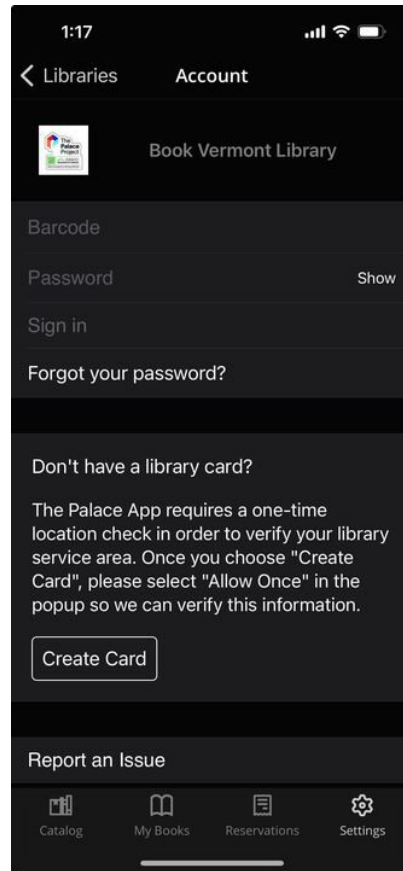 1:17
Libraries
Account
The
Palace
Project
Book Vermont Library
Barcode
Password
Show
Sign in
Forgot your password?
Don't have a library card?
The Palace App requires a one-time
location check in order to verify your library
service area. Once you choose "Create
Card", please select "Allow Once" in the
popup so we can verify this information.
Create Card
Report an Issue
Catalog
My Books
Reservations
Settings